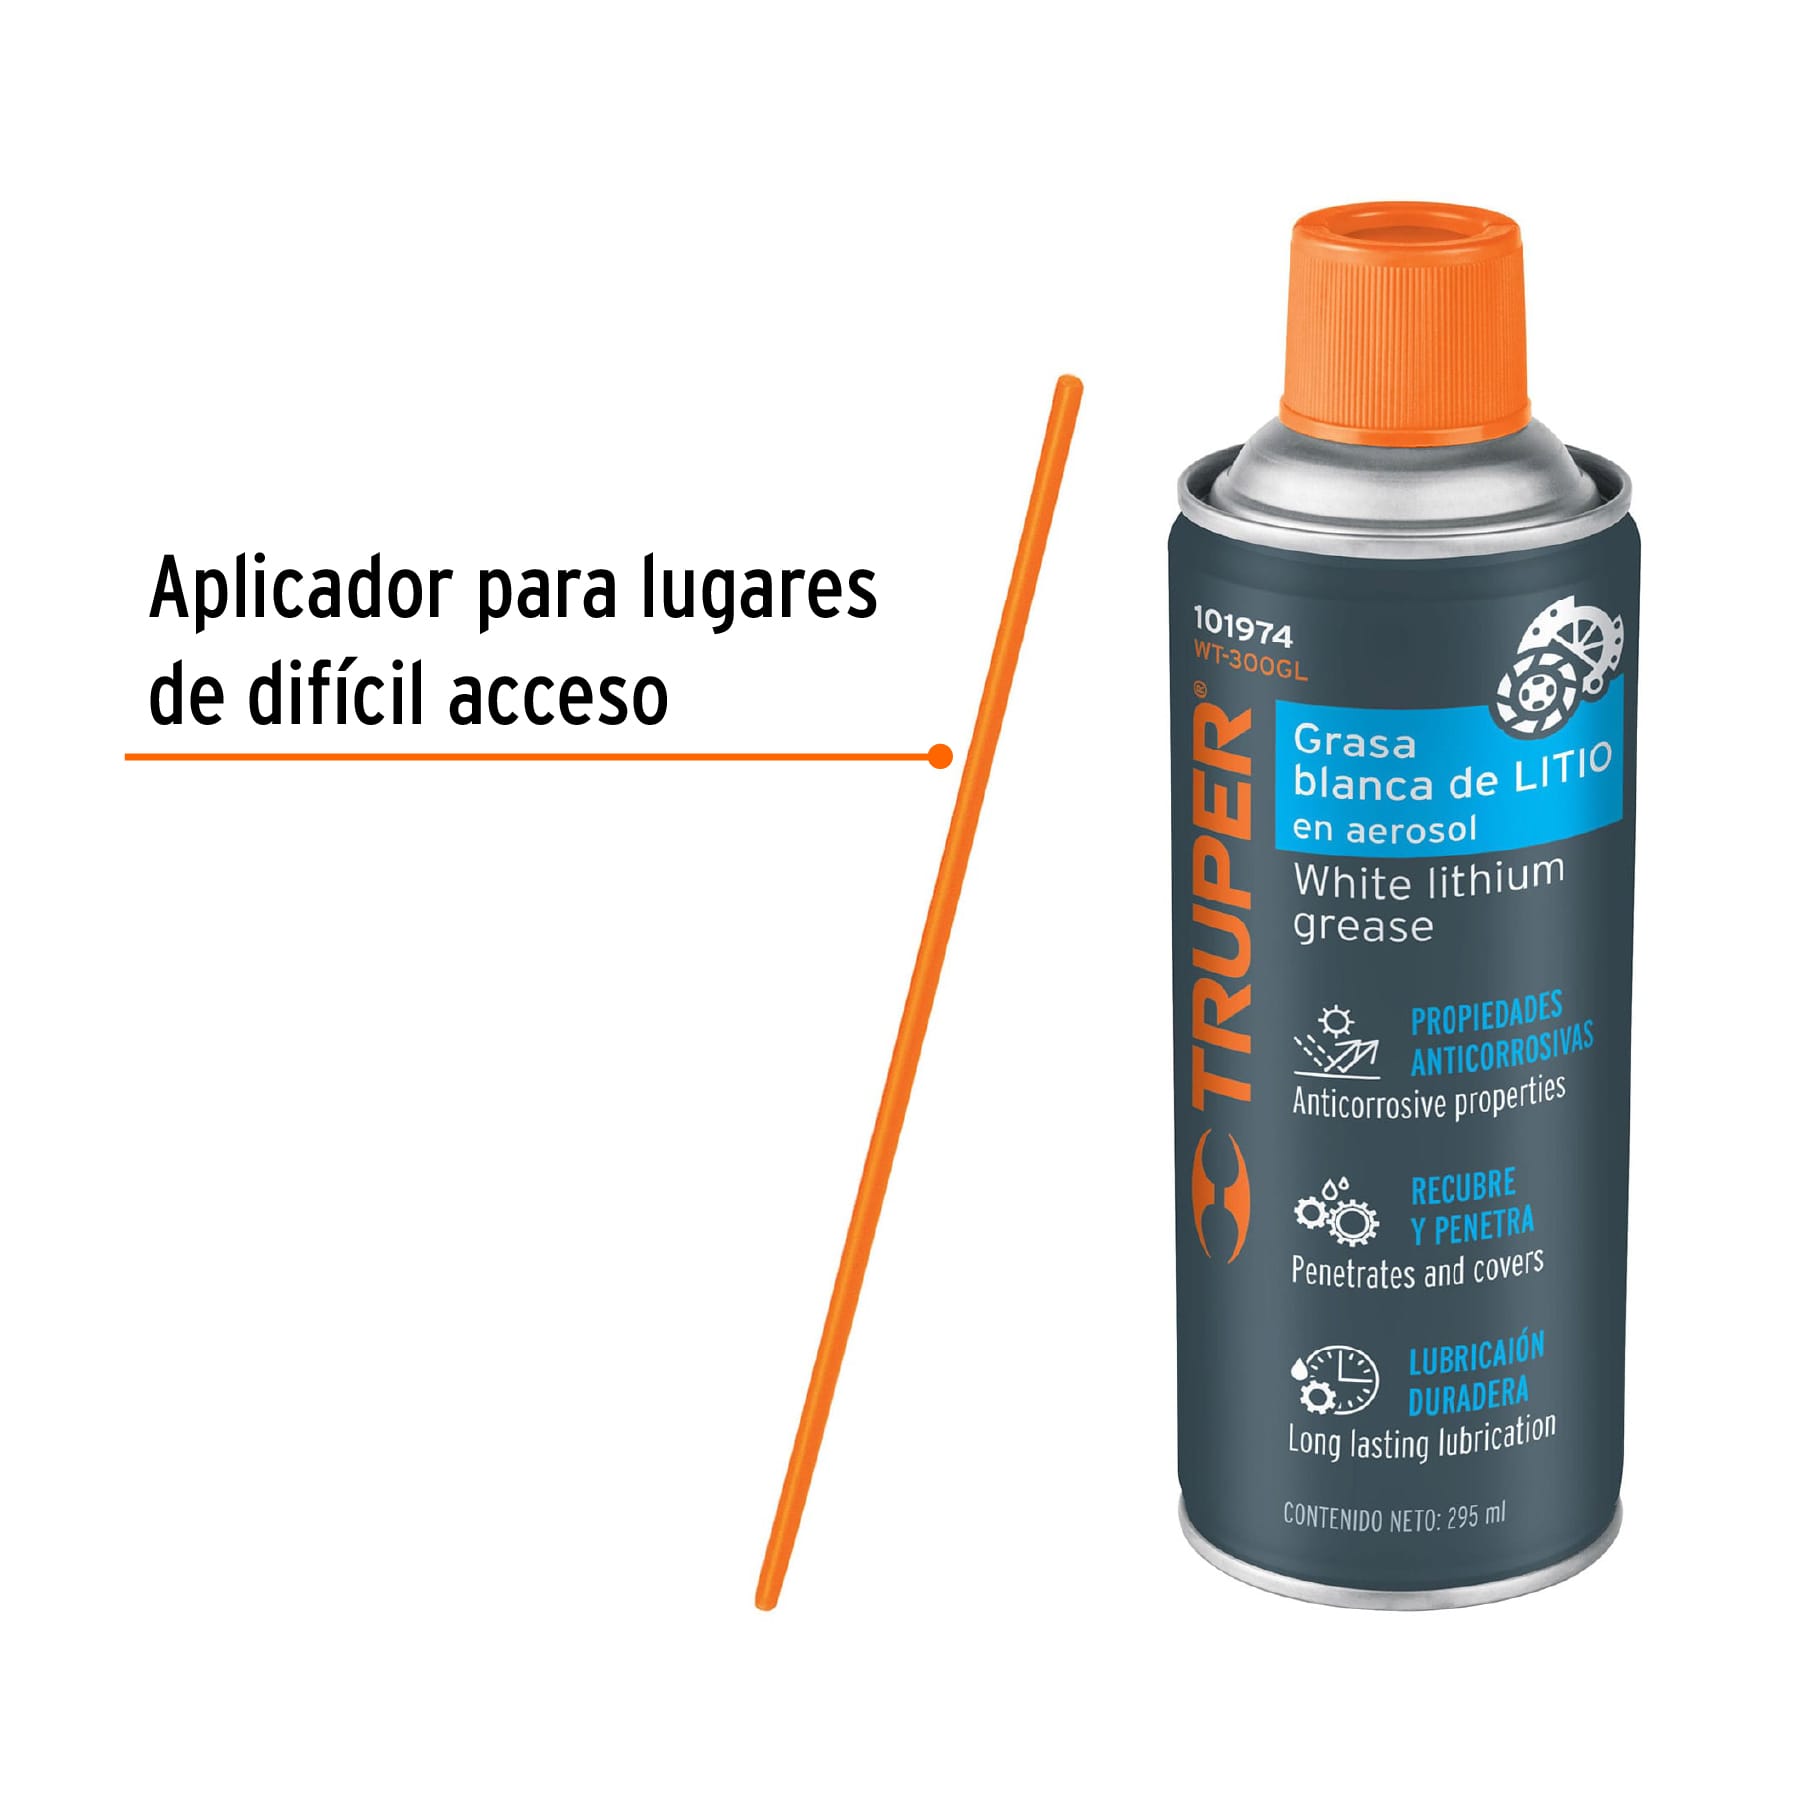 Aplicador para lugares
de difícil acceso
101974
WT-300GL
TRUPER®
Grasa
blanca de LITIO
en aerosol
White lithium
grease
PROPIEDADES
ANTICORROSIVAS
Anticorrosive properties
RECUBRE
Y PENETRA
Penetrates and covers
LUBRICAIÓN
DURADERA
Long lasting lubrication
CONTENIDO NETO: 295 ml